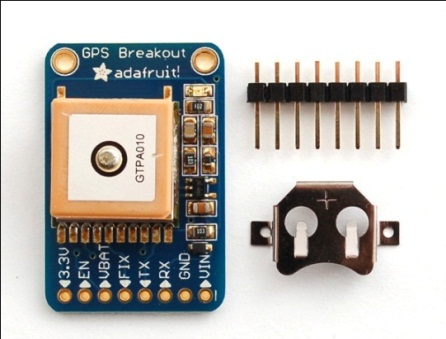 GPS Breakout
adafruit!
GTPA010
3.3V
EN
VBAT
FIX
TX
RX
GND
VIN